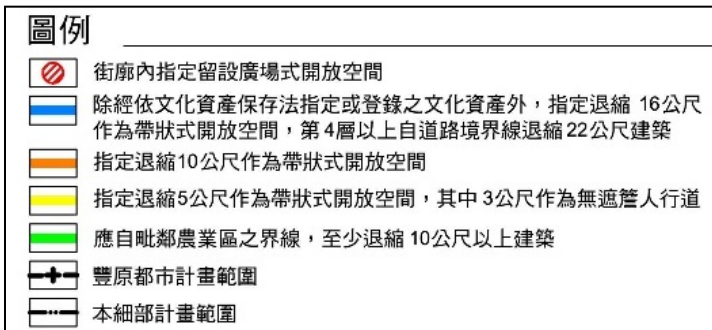 圖例
街廓內指定留設廣場式開放空間
除經依文化資產保存法指定或登錄之文化資產外，指定退縮 16公尺
作為帶狀式開放空間，第4層以上自道路境界線退縮22公尺建築
指定退縮10公尺作為帶狀式開放空間
指定退縮5公尺作為帶狀式開放空間，其中 3公尺作為無遮簷人行道
應自毗鄰農業區之界線，至少退縮 10公尺以上建築
豐原都市計畫範圍
本細部計畫範圍